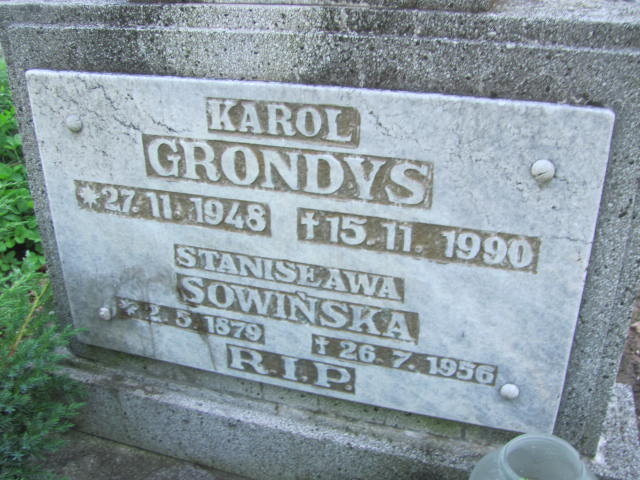 KAROL
GRONDYS
*27.11.1948 †15.11.1990
STANISŁAWA
SOWIŃSKA
*2.5.1879 †26.7.1956
R.I.P.